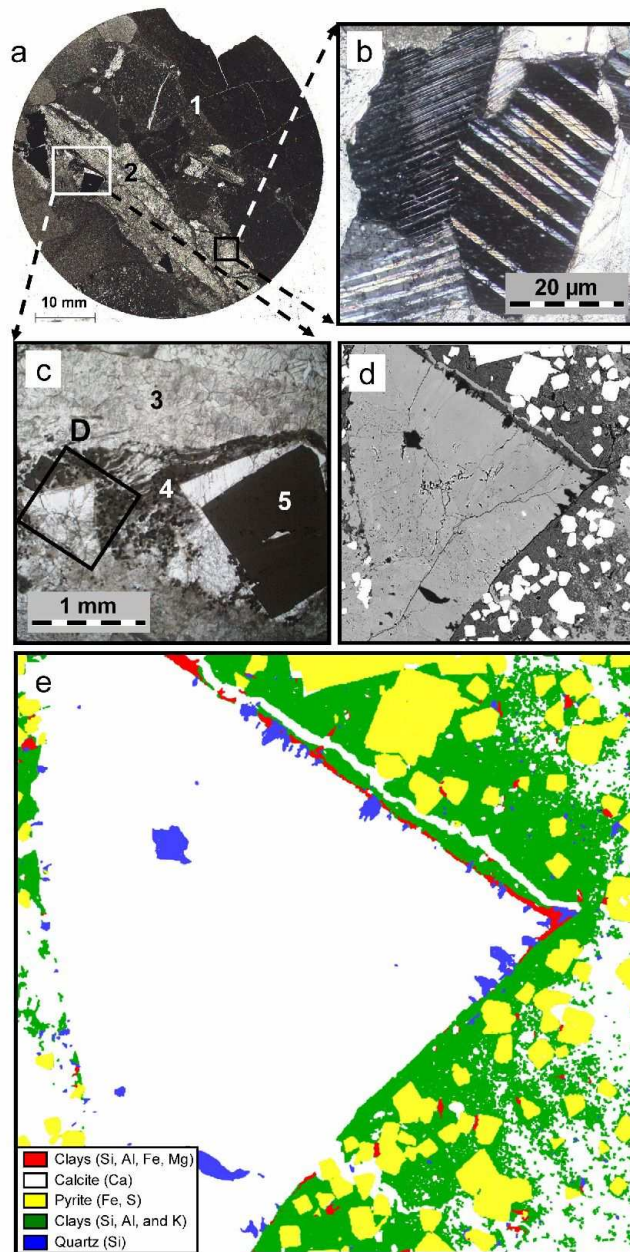 a
1
2
10 mm
b
20 µm
c
3
D
4
5
1 mm
d
e
Clays (Si, Al, Fe, Mg)
Calcite (Ca)
Pyrite (Fe, S)
Clays (Si, Al, and K)
Quartz (Si)